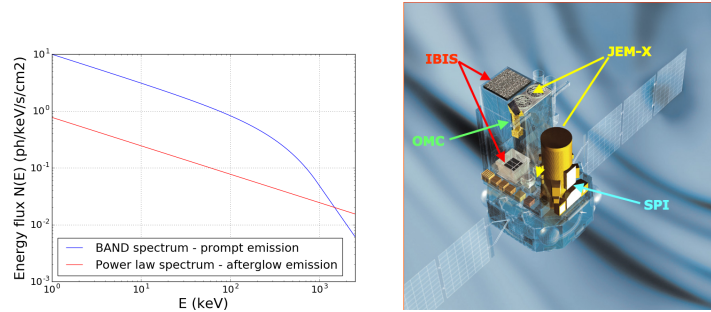 10^1
10^0
10^-1
10^-2
10^-3
10^0
10^1
10^2
10^3
Energy flux N(E) (ph/keV/s/cm2)
E (keV)
BAND spectrum - prompt emission
Power law spectrum - afterglow emission
IBIS
JEM-X
OMC
SPI